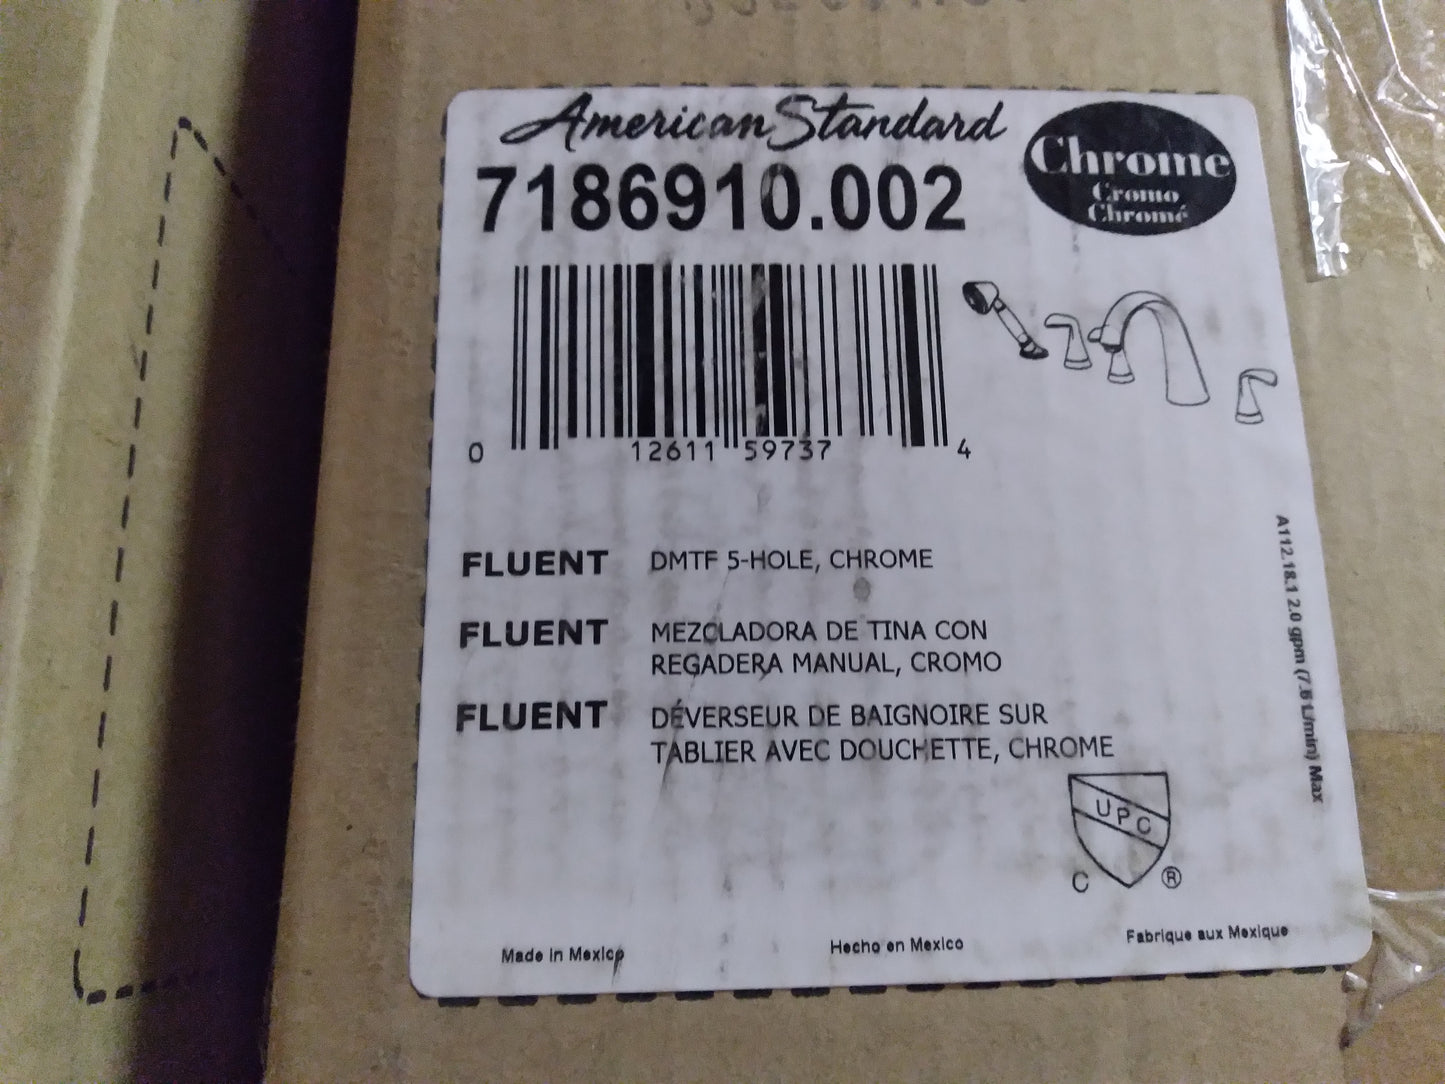 American Standard
7186910.002
Chrome
Cromo
Chromé
0 12611 59737 4
FLUENT DMTF 5-HOLE, CHROME
FLUENT MEZCLADORA DE TINA CON
REGADERA MANUAL, CROMO
FLUENT DÉVERSEUR DE BAIGNOIRE SUR
TABLIER AVEC DOUCHETTE, CHROME
A112.18.1 2.0 gpm (7.6 L/min) Max
UPC
C ®
Made in Mexico
Hecho en Mexico
Fabrique aux Mexique